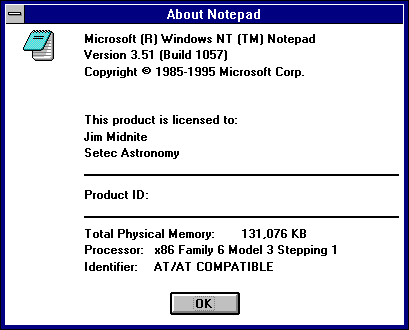 About Notepad
Microsoft (R) Windows NT (TM) Notepad
Version 3.51 (Build 1057)
Copyright © 1985-1995 Microsoft Corp.
This product is licensed to:
Jim Midnite
Setec Astronomy
Product ID:
Total Physical Memory: 131,076 KB
Processor: x86 Family 6 Model 3 Stepping 1
Identifier: AT/AT COMPATIBLE
OK